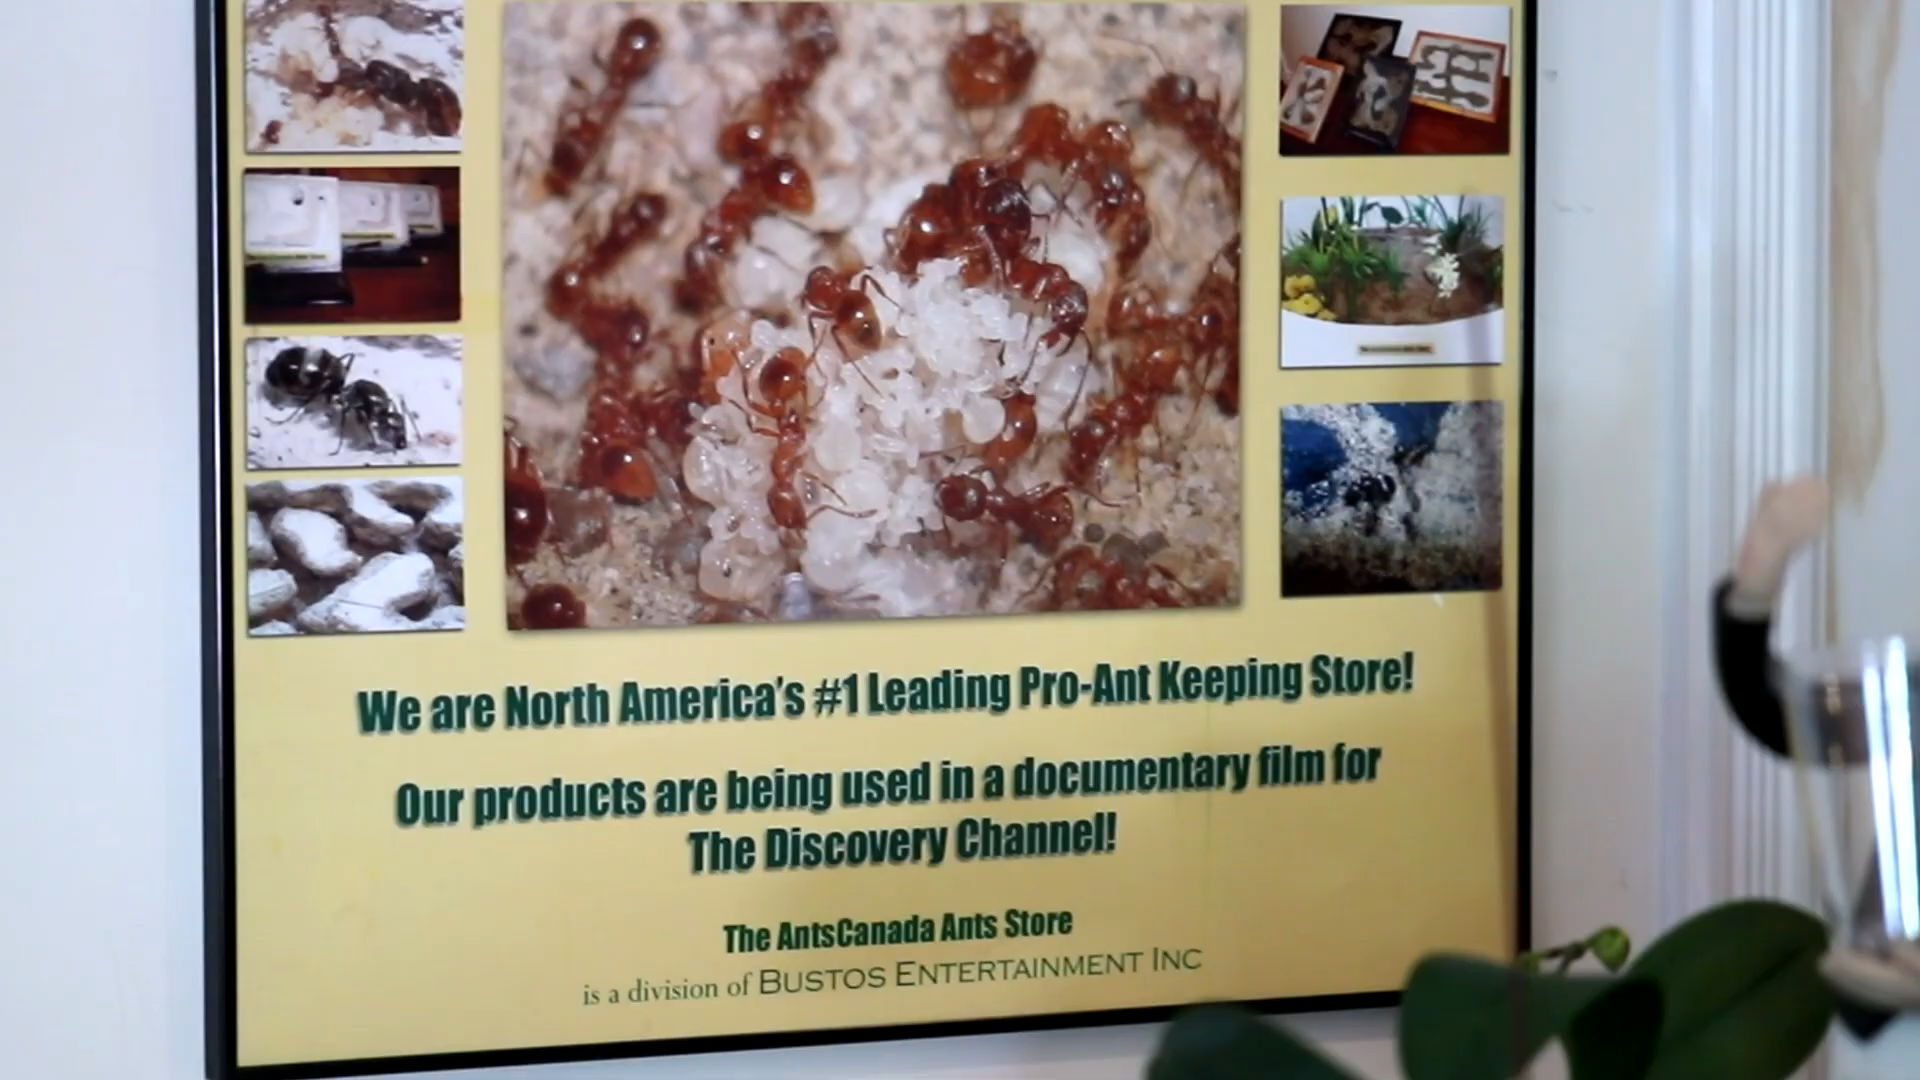 We are North America's #1 Leading Pro-Ant Keeping Store!
Our products are being used in a documentary film for
The Discovery Channel!
The AntsCanada Ants Store
is a division of BUSTOS ENTERTAINMENT INC